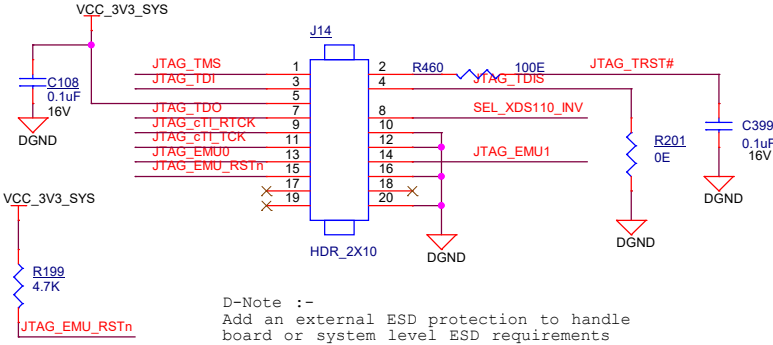 VCC_3V3_SYS
J14
C108
0.1uF
16V
DGND
JTAG_TMS 1
JTAG_TDI 3
5
JTAG_TDO 7
JTAG_cTI_RTCK 9
JTAG_cTI_TCK 11
JTAG_EMU0 13
JTAG_EMU_RSTn 15
17
19
2 R460 100E JTAG_TRST#
4 JTAG_TDIS
8 SEL_XDS110_INV
10
12
14 JTAG_EMU1
16
18
20
HDR_2X10
DGND
R201
0E
DGND
C399
0.1uF
16V
DGND
VCC_3V3_SYS
R199
4.7K
JTAG_EMU_RSTn
D-Note :-
Add an external ESD protection to handle
board or system level ESD requirements